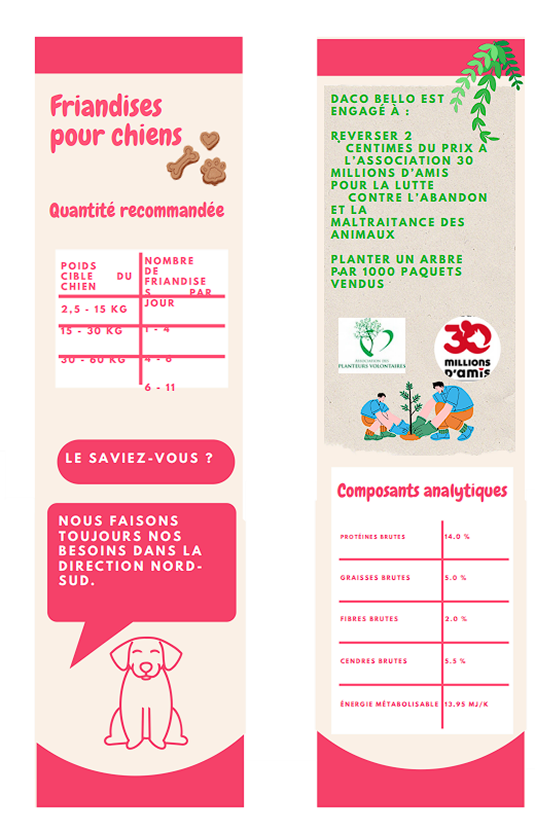 Friandises
pour chiens
Quantité recommandée
POIDS
CIBLE DU
CHIEN
NOMBRE
DE
FRIANDISE
S PAR
JOUR
2,5 - 15 KG
1 - 4
15 - 30 KG
4 - 6
30 - 60 KG
6 - 11
LE SAVIEZ-VOUS ?
NOUS FAISONS
TOUJOURS NOS
BESOINS DANS LA
DIRECTION NORD-
SUD.
DACO BELLO EST
ENGAGÉ À :
REVERSER 2
CENTIMES DU PRIX À
L'ASSOCIATION 30
MILLIONS D'AMIS
POUR LA LUTTE
CONTRE L'ABANDON
ET LA
MALTRAITANCE DES
ANIMAUX
PLANTER UN ARBRE
PAR 1000 PAQUETS
VENDUS
ASSOCIATION DES
PLANTEURS VOLONTAIRES
30
MILLIONS
D'AMIS
Composants analytiques
PROTÉINES BRUTES 14.0 %
GRAISSES BRUTES 5.0 %
FIBRES BRUTES 2.0 %
CENDRES BRUTES 5.5 %
ÉNERGIE MÉTABOLISABLE 13.95 MJ/K